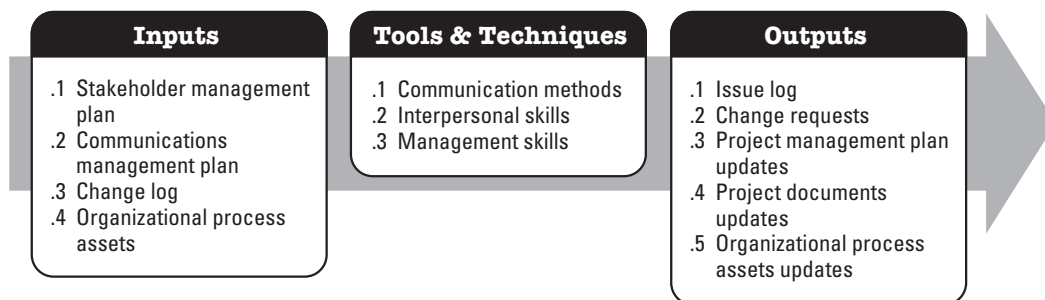 Inputs
.1 Stakeholder management
plan
.2 Communications
management plan
.3 Change log
.4 Organizational process
assets
Tools & Techniques
.1 Communication methods
.2 Interpersonal skills
.3 Management skills
Outputs
.1 Issue log
.2 Change requests
.3 Project management plan
updates
.4 Project documents
updates
.5 Organizational process
assets updates